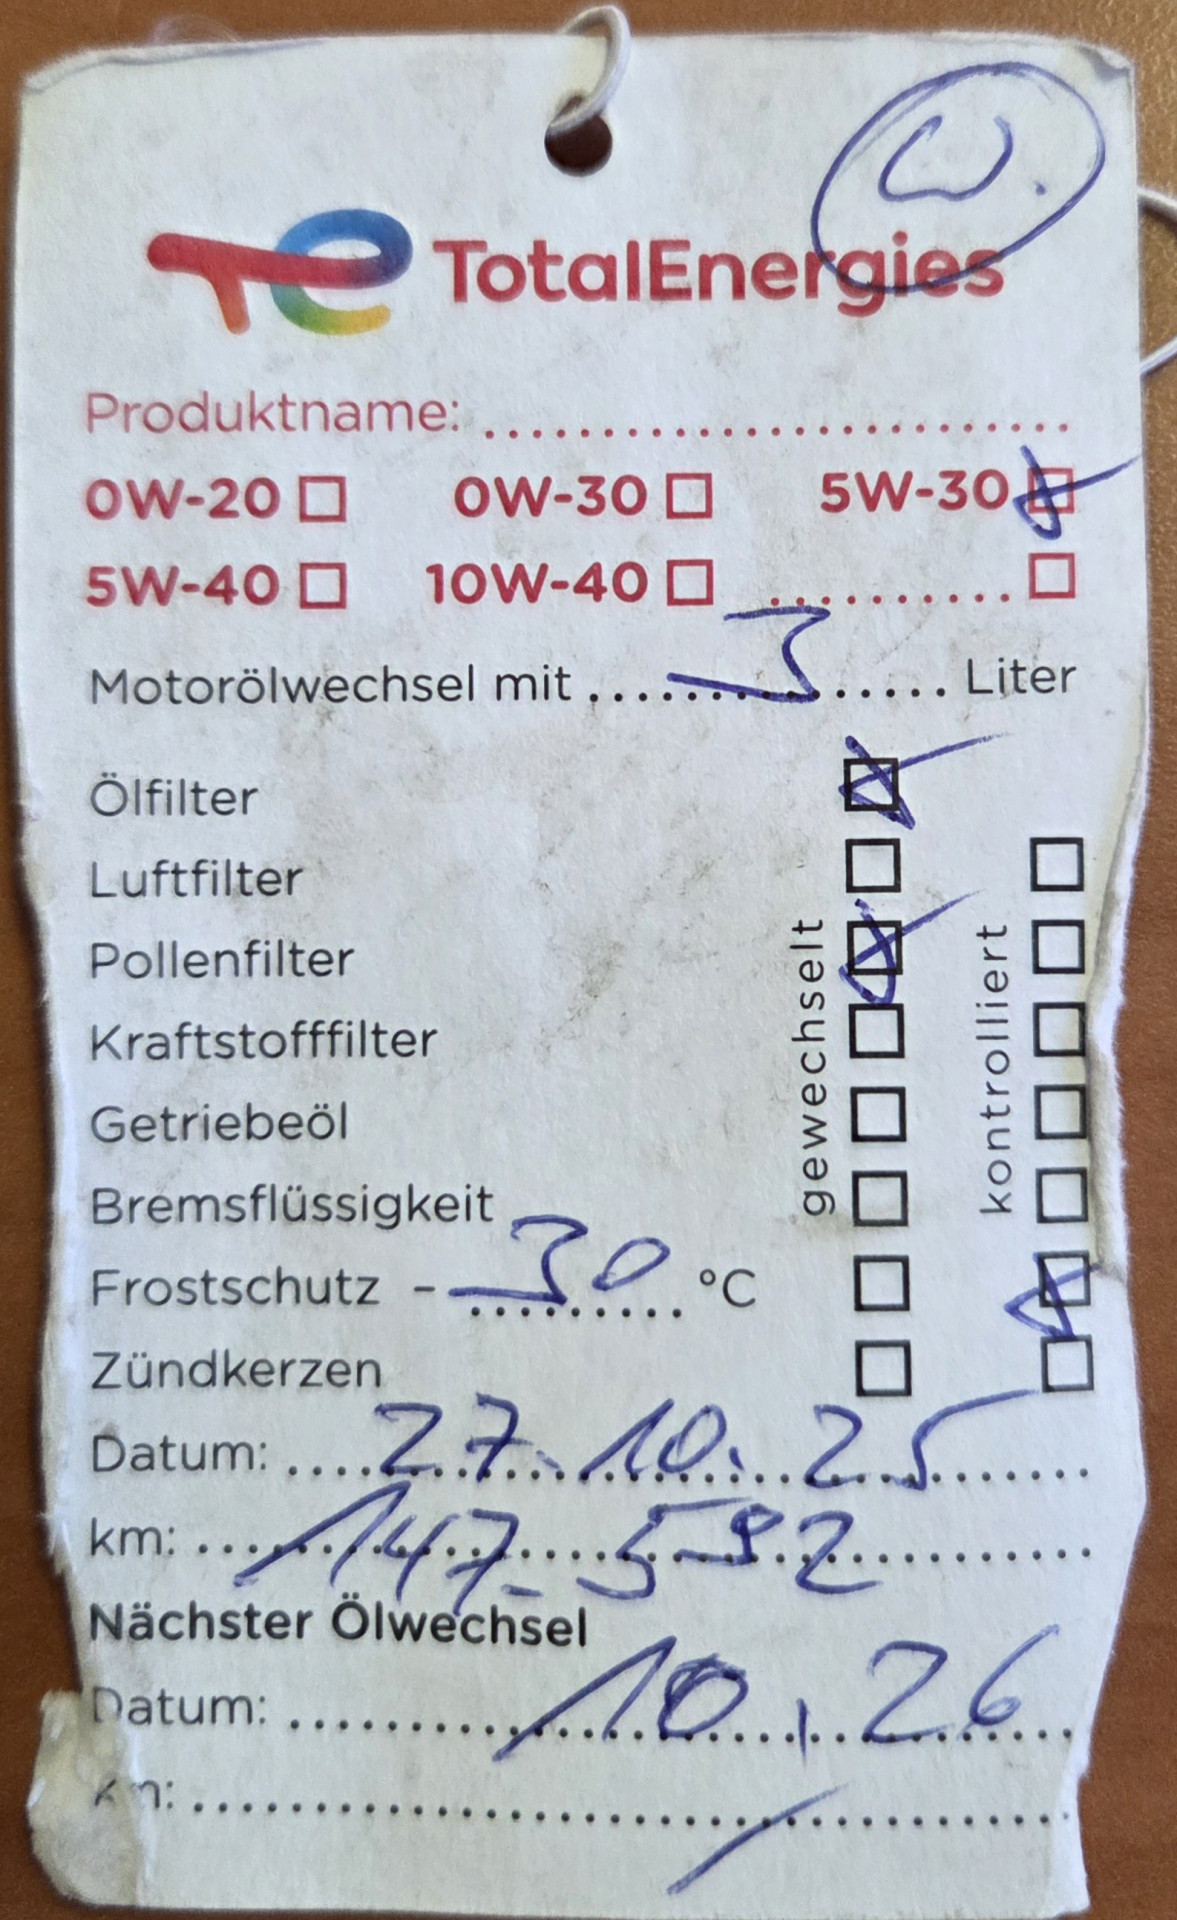 TotalEnergies
Produktname: ..............................
0W-20 ☐ 0W-30 ☐ 5W-30 ☒
5W-40 ☐ 10W-40 ☐ .......... ☐
Motorölwechsel mit ... 3 ... Liter
Ölfilter ☒
Luftfilter ☐ ☐
Pollenfilter ☒ ☐
Kraftstofffilter ☐ ☐
Getriebeöl ☐ ☐
Bremsflüssigkeit ☐ ☐
gewechselt
kontrolliert
Frostschutz - 30 °C ☐ ☒
Zündkerzen ☐ ☐
Datum: 27.10.25
km: 147.592
Nächster Ölwechsel
Datum: 10.26
km: /